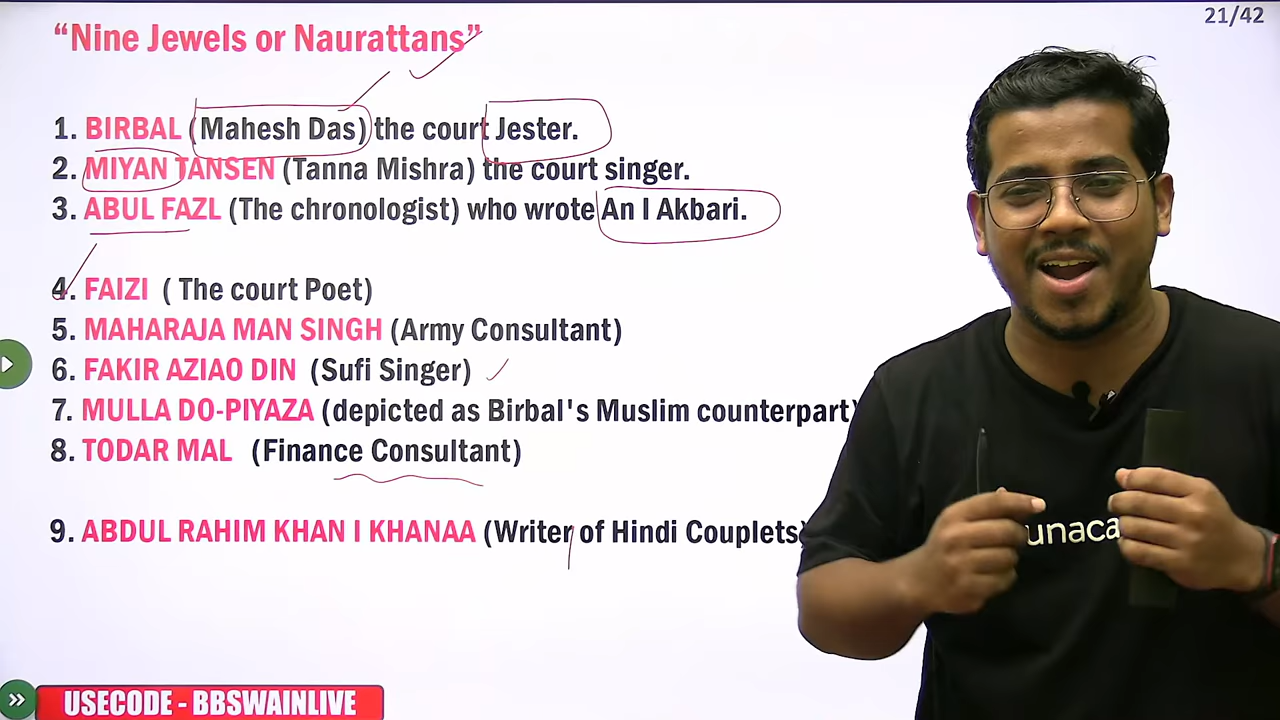 21/42
“Nine Jewels or Naurattans”
1. BIRBAL (Mahesh Das) the court Jester.
2. MIYAN TANSEN (Tanna Mishra) the court singer.
3. ABUL FAZL (The chronologist) who wrote An I Akbari.
4. FAIZI ( The court Poet)
5. MAHARAJA MAN SINGH (Army Consultant)
6. FAKIR AZIAO DIN (Sufi Singer)
7. MULLA DO-PIYAZA (depicted as Birbal's Muslim counterpart)
8. TODAR MAL (Finance Consultant)
9. ABDUL RAHIM KHAN I KHANAA (Writer of Hindi Couplets)
unaca
USECODE - BBSWAINLIVE